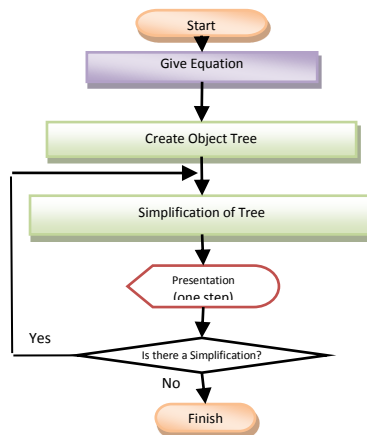 Start
Give Equation
Create Object Tree
Simplification of Tree
Presentation
(one step)
Is there a Simplification?
Yes
No
Finish